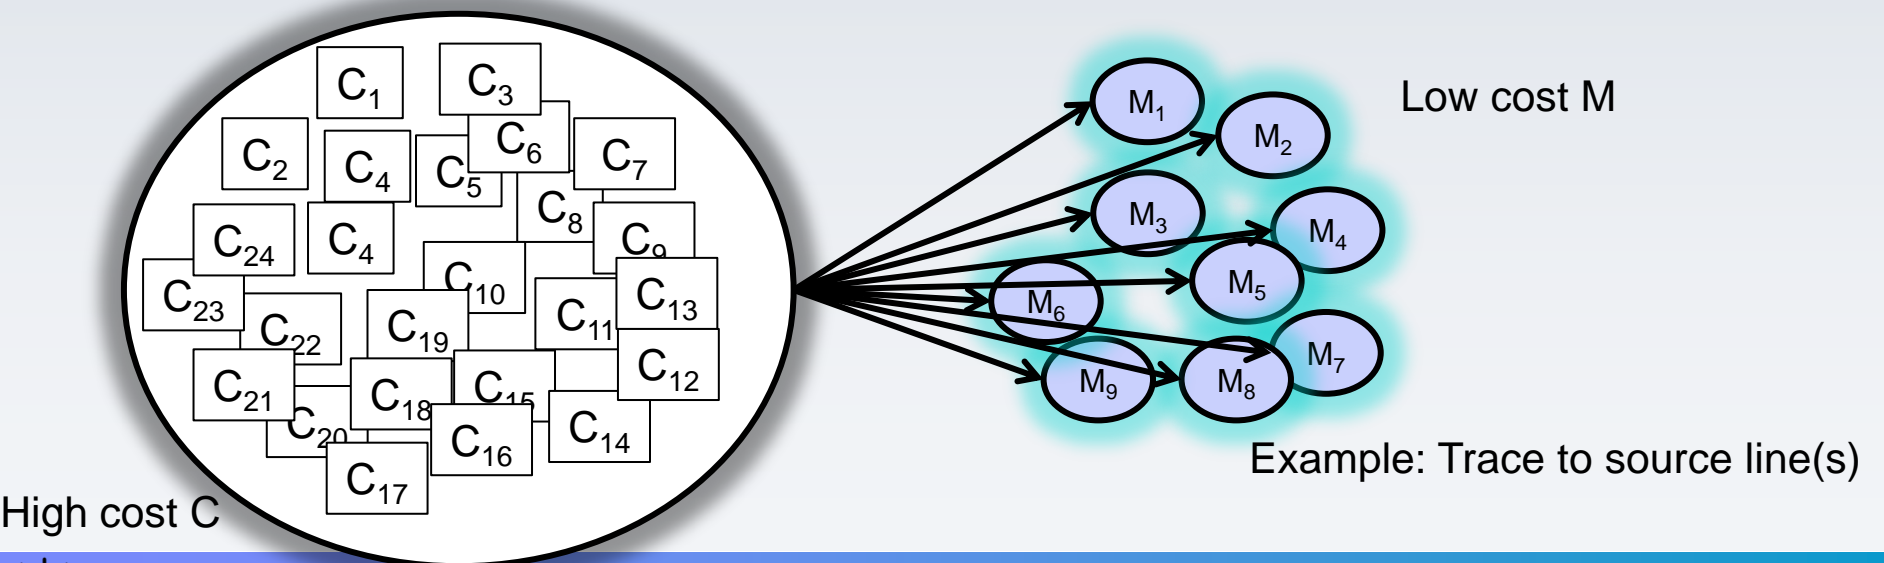 C1
C3
C6
C2
C4
C5
C7
C8
C24
C4
C9
C10
C23
C13
C22
C19
C11
C12
C21
C18
C15
C20
C16
C14
C17
High cost C
M1
M2
Low cost M
M3
M4
M5
M6
M7
M9
M8
Example: Trace to source line(s)